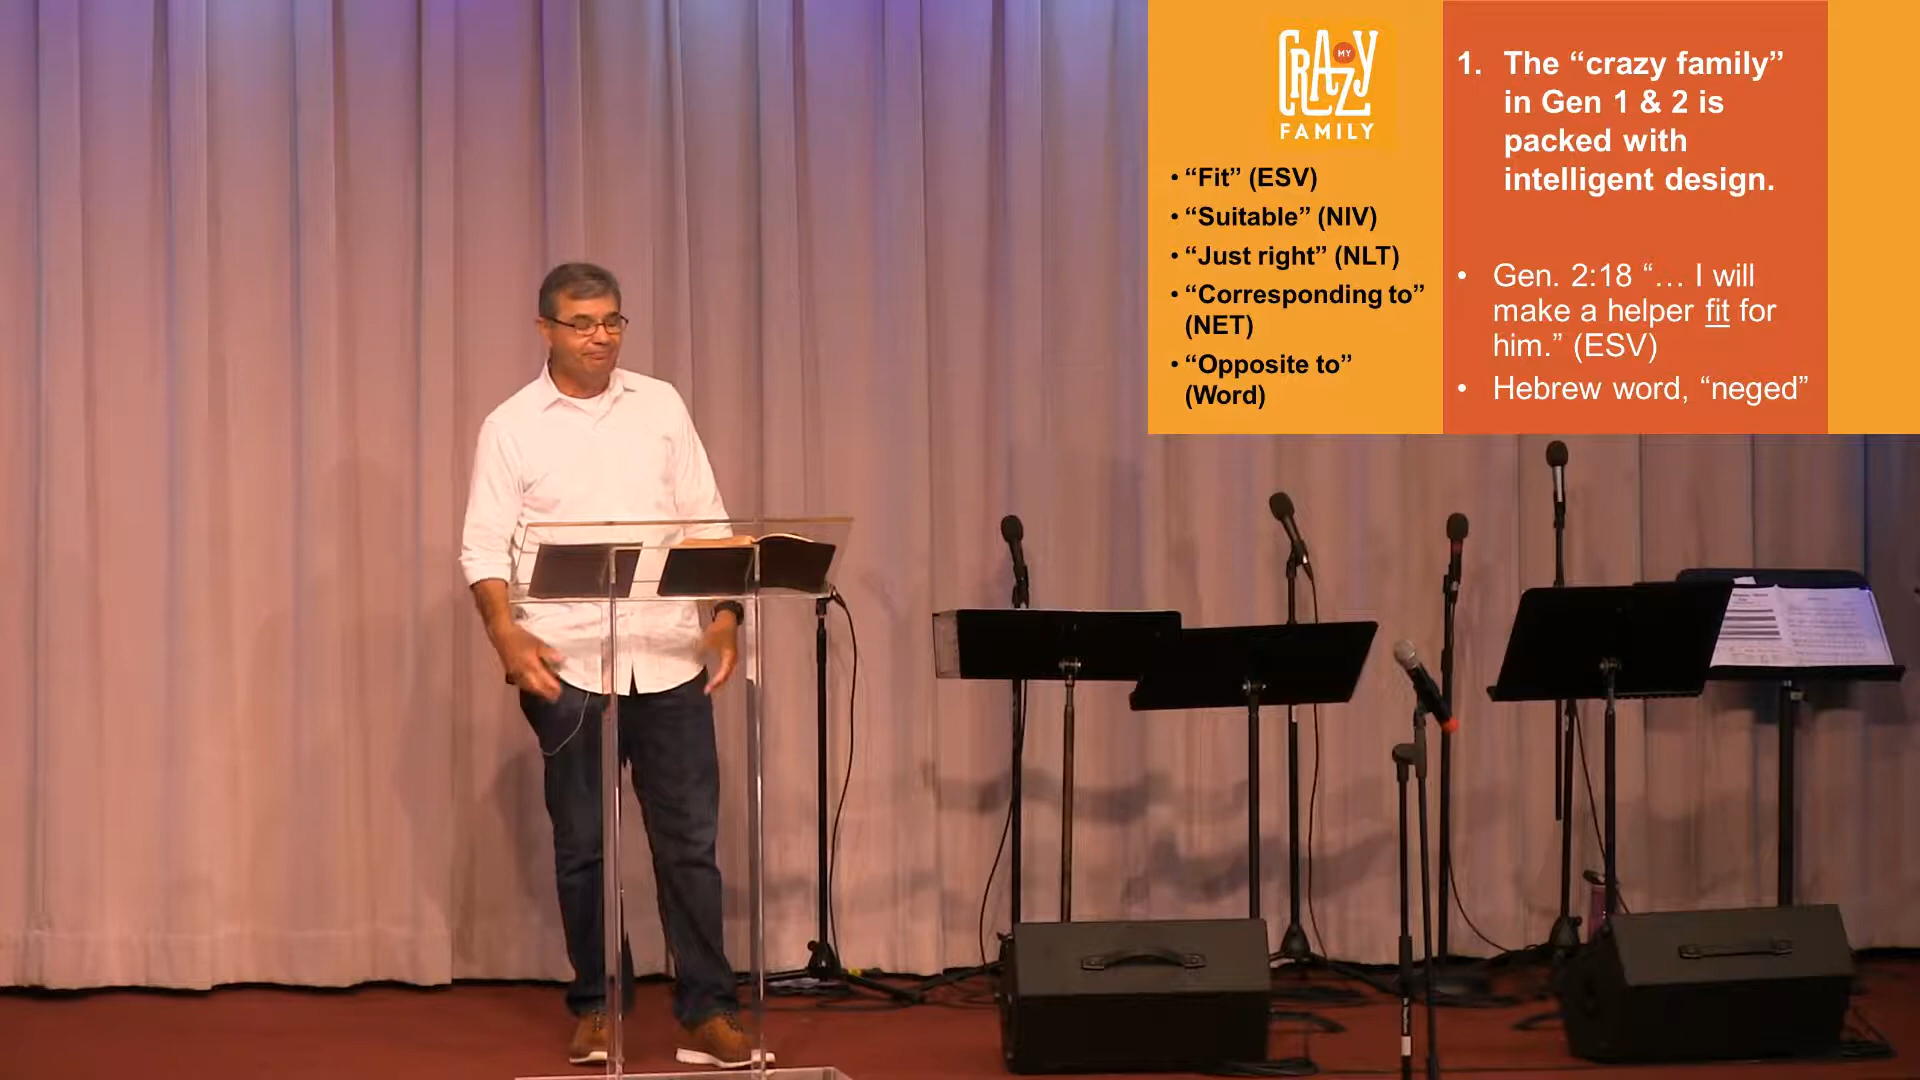 CRAZY
MY
FAMILY
• “Fit” (ESV)
• “Suitable” (NIV)
• “Just right” (NLT)
• “Corresponding to”
(NET)
• “Opposite to”
(Word)
1. The “crazy family”
in Gen 1 & 2 is
packed with
intelligent design.
• Gen. 2:18 “… I will
make a helper fit for
him.” (ESV)
• Hebrew word, “neged”